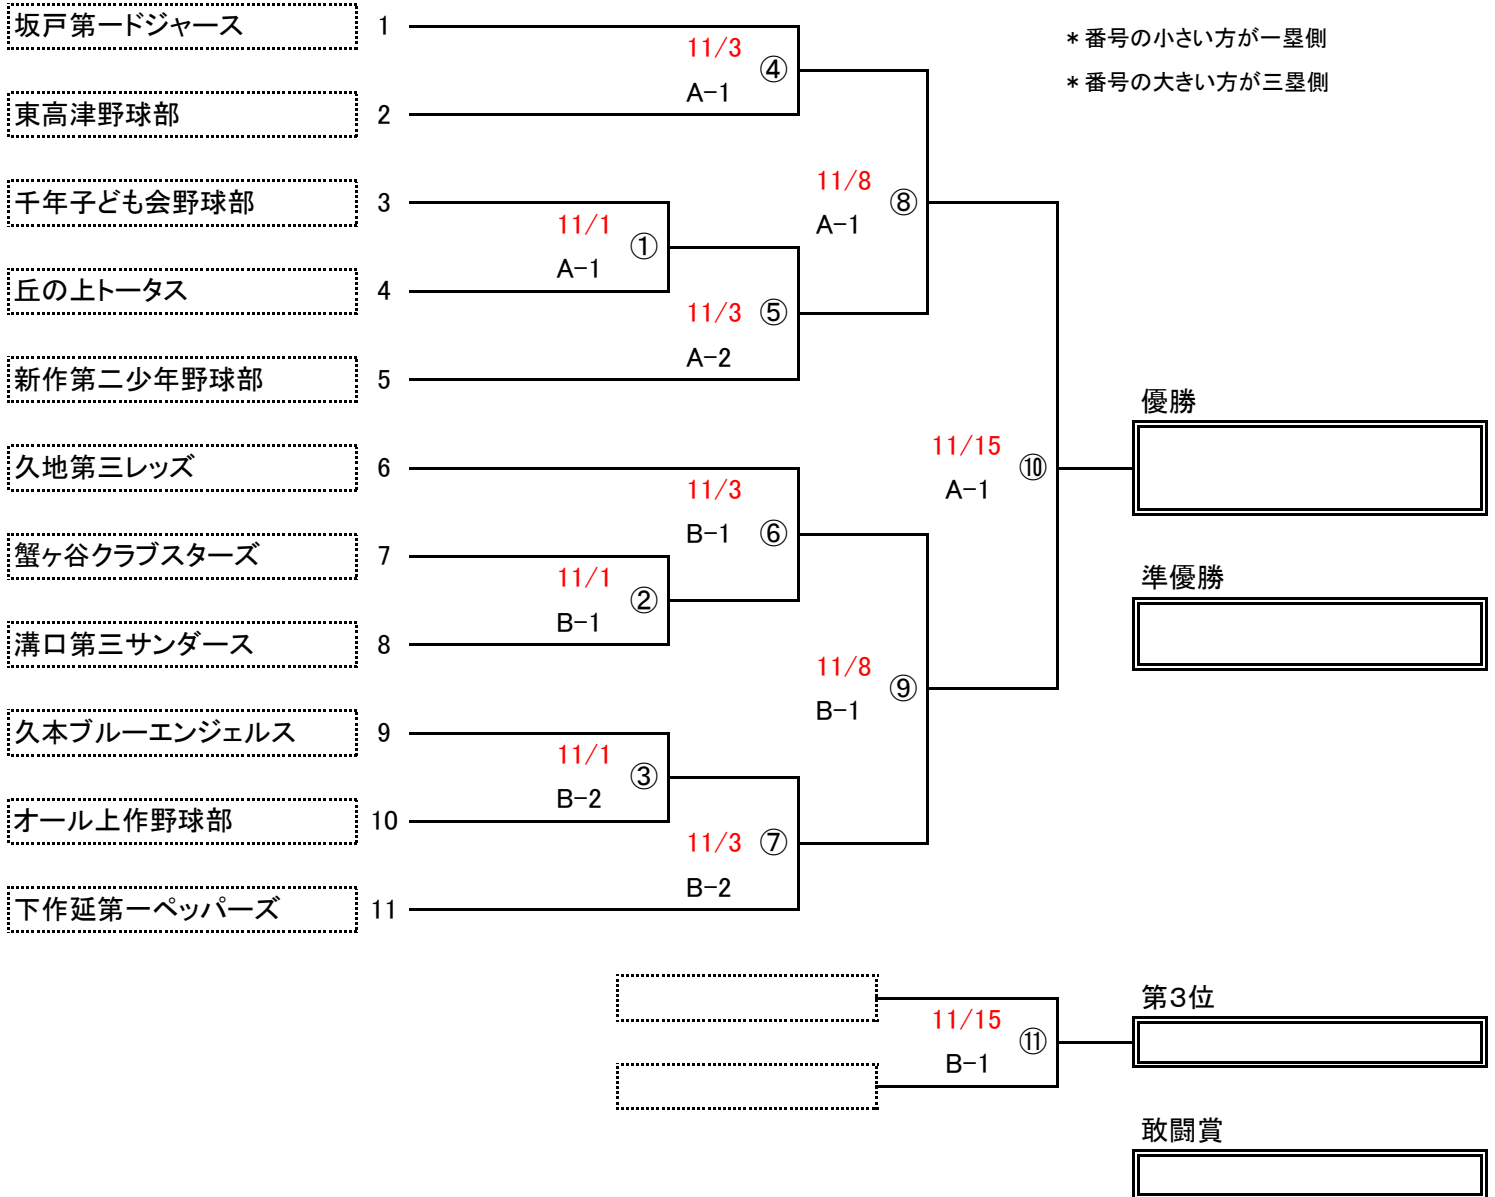 坂戸第一ドジャース 1
＊番号の小さい方が一塁側
11/3 ④
A-1
＊番号の大きい方が三塁側
東高津野球部 2
11/8 ⑧
A-1
千年子ども会野球部 3
11/1 ①
A-1
丘の上トータス 4
11/3 ⑤
A-2
新作第二少年野球部 5
優勝
11/15 ⑩
A-1
久地第三レッズ 6
11/3
B-1 ⑥
蟹ヶ谷クラブスターズ 7
準優勝
11/1 ②
B-1
溝口第三サンダース 8
11/8 ⑨
B-1
久本ブルーエンジェルス 9
11/1 ③
B-2
オール上作野球部 10
11/3 ⑦
B-2
下作延第一ペッパーズ 11
第３位
11/15 ⑪
B-1
敢闘賞